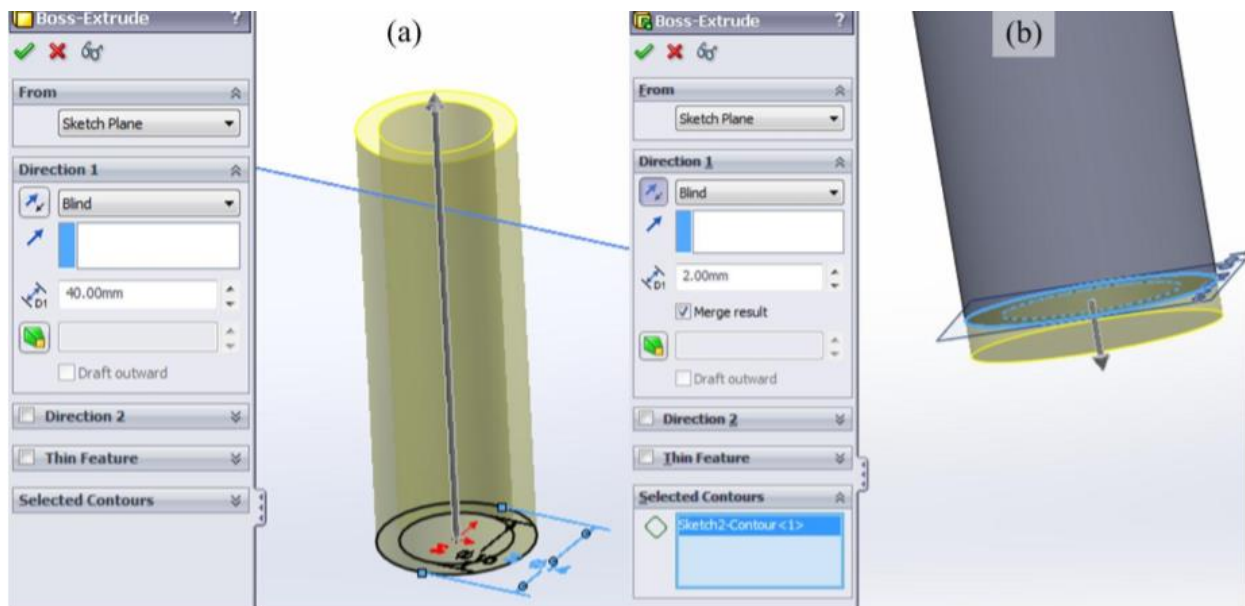 Boss-Extrude ?
(a)
From
Sketch Plane
Direction 1
Blind
D1
40.00mm
Draft outward
Direction 2
Thin Feature
Selected Contours
Boss-Extrude ?
(b)
From
Sketch Plane
Direction 1
Blind
D1
2.00mm
Merge result
Draft outward
Direction 2
Thin Feature
Selected Contours
Sketch2-Contour<1>